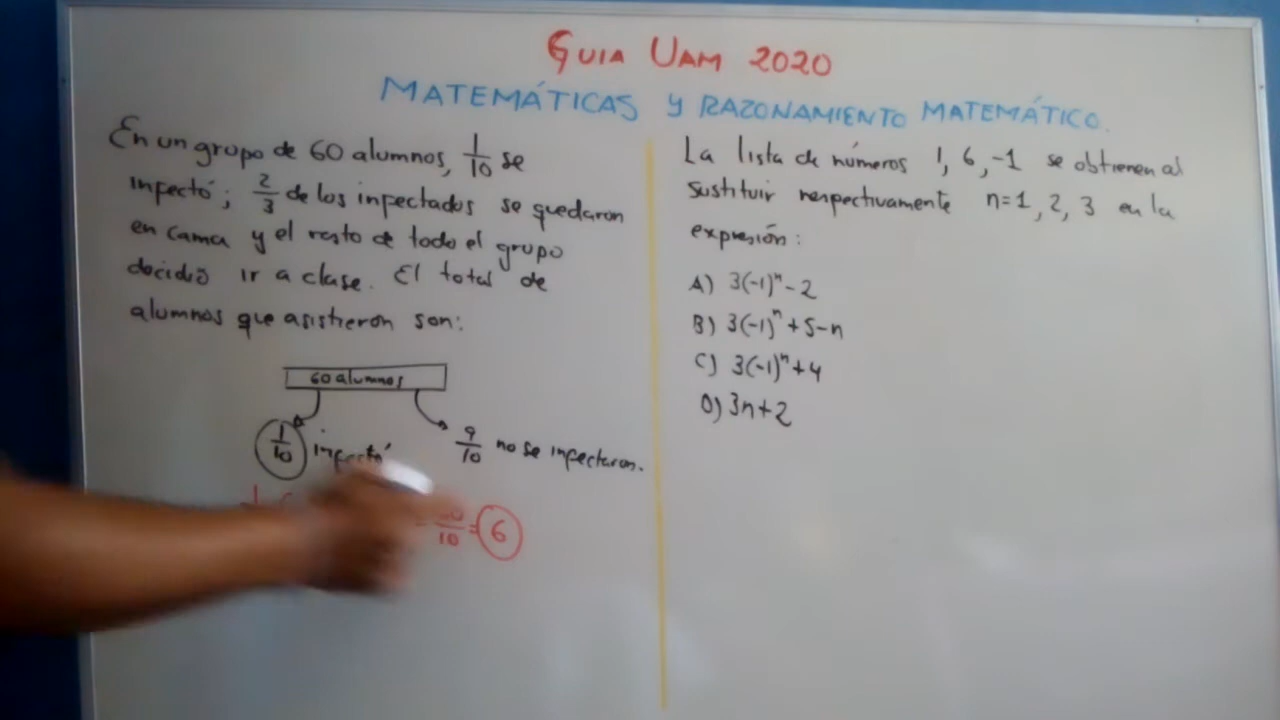 GUIA UAM 2020
MATEMÁTICAS Y RAZONAMIENTO MATEMÁTICO.
En un grupo de 60 alumnos, 1/10 se
infectó; 2/3 de los infectados se quedaron
en cama y el resto de todo el grupo
decidió ir a clase. El total de
alumnos que asistieron son:
60 alumnos
1/10 infectó
9/10 no se infectaron.
60/10 = 6
La lista de números 1, 6, -1 se obtienen al
sustituir respectivamente n=1, 2, 3 en la
expresión:
A) 3(-1)^n - 2
B) 3(-1)^n + 5-n
C) 3(-1)^n + 4
D) 3n+2